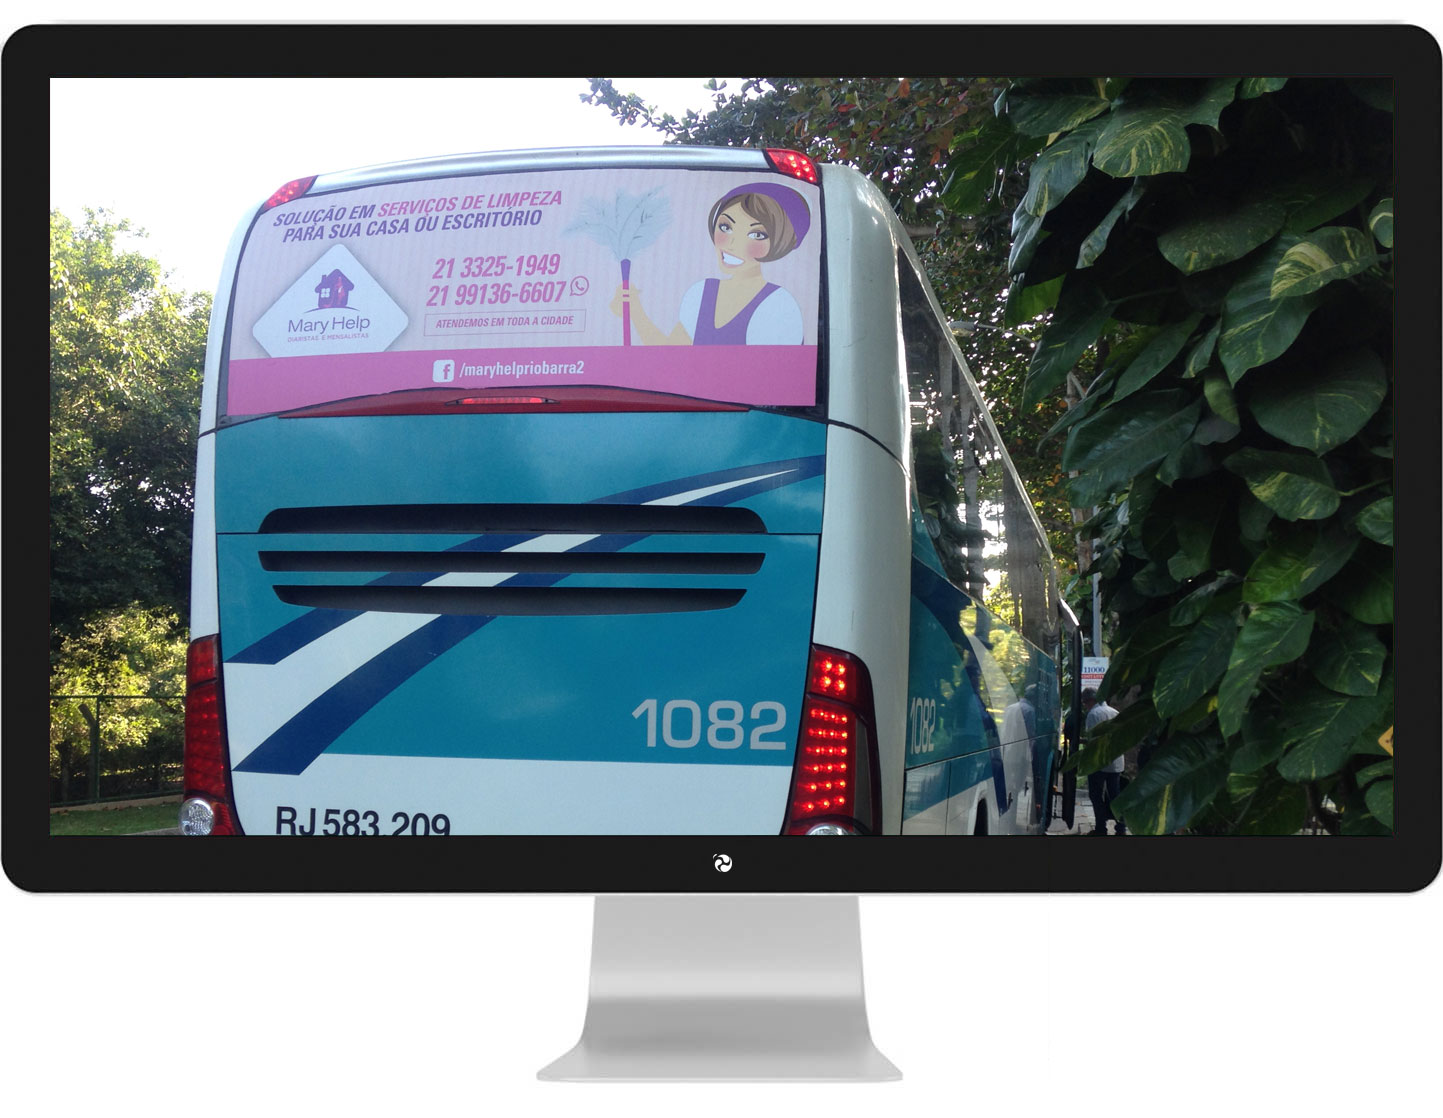 SOLUÇÃO EM SERVIÇOS DE LIMPEZA
PARA SUA CASA OU ESCRITÓRIO
21 3325-1949
21 99136-6607
ATENDEMOS EM TODA A CIDADE
Mary Help
DIARISTAS E MENSALISTAS
f /maryhelpriobarra2
1082
1082
RJ 583.209
11000